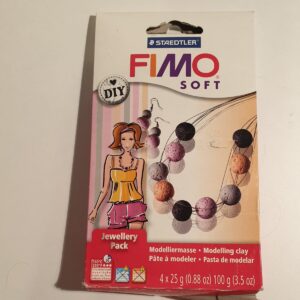 STAEDTLER
FIMO
SOFT
DIY
Jewellery
Pack
Modelliermasse • Modelling clay
Pâte à modeler • Pasta de modelar
4 x 25 g (0.88 oz) 100 g (3.5 oz)